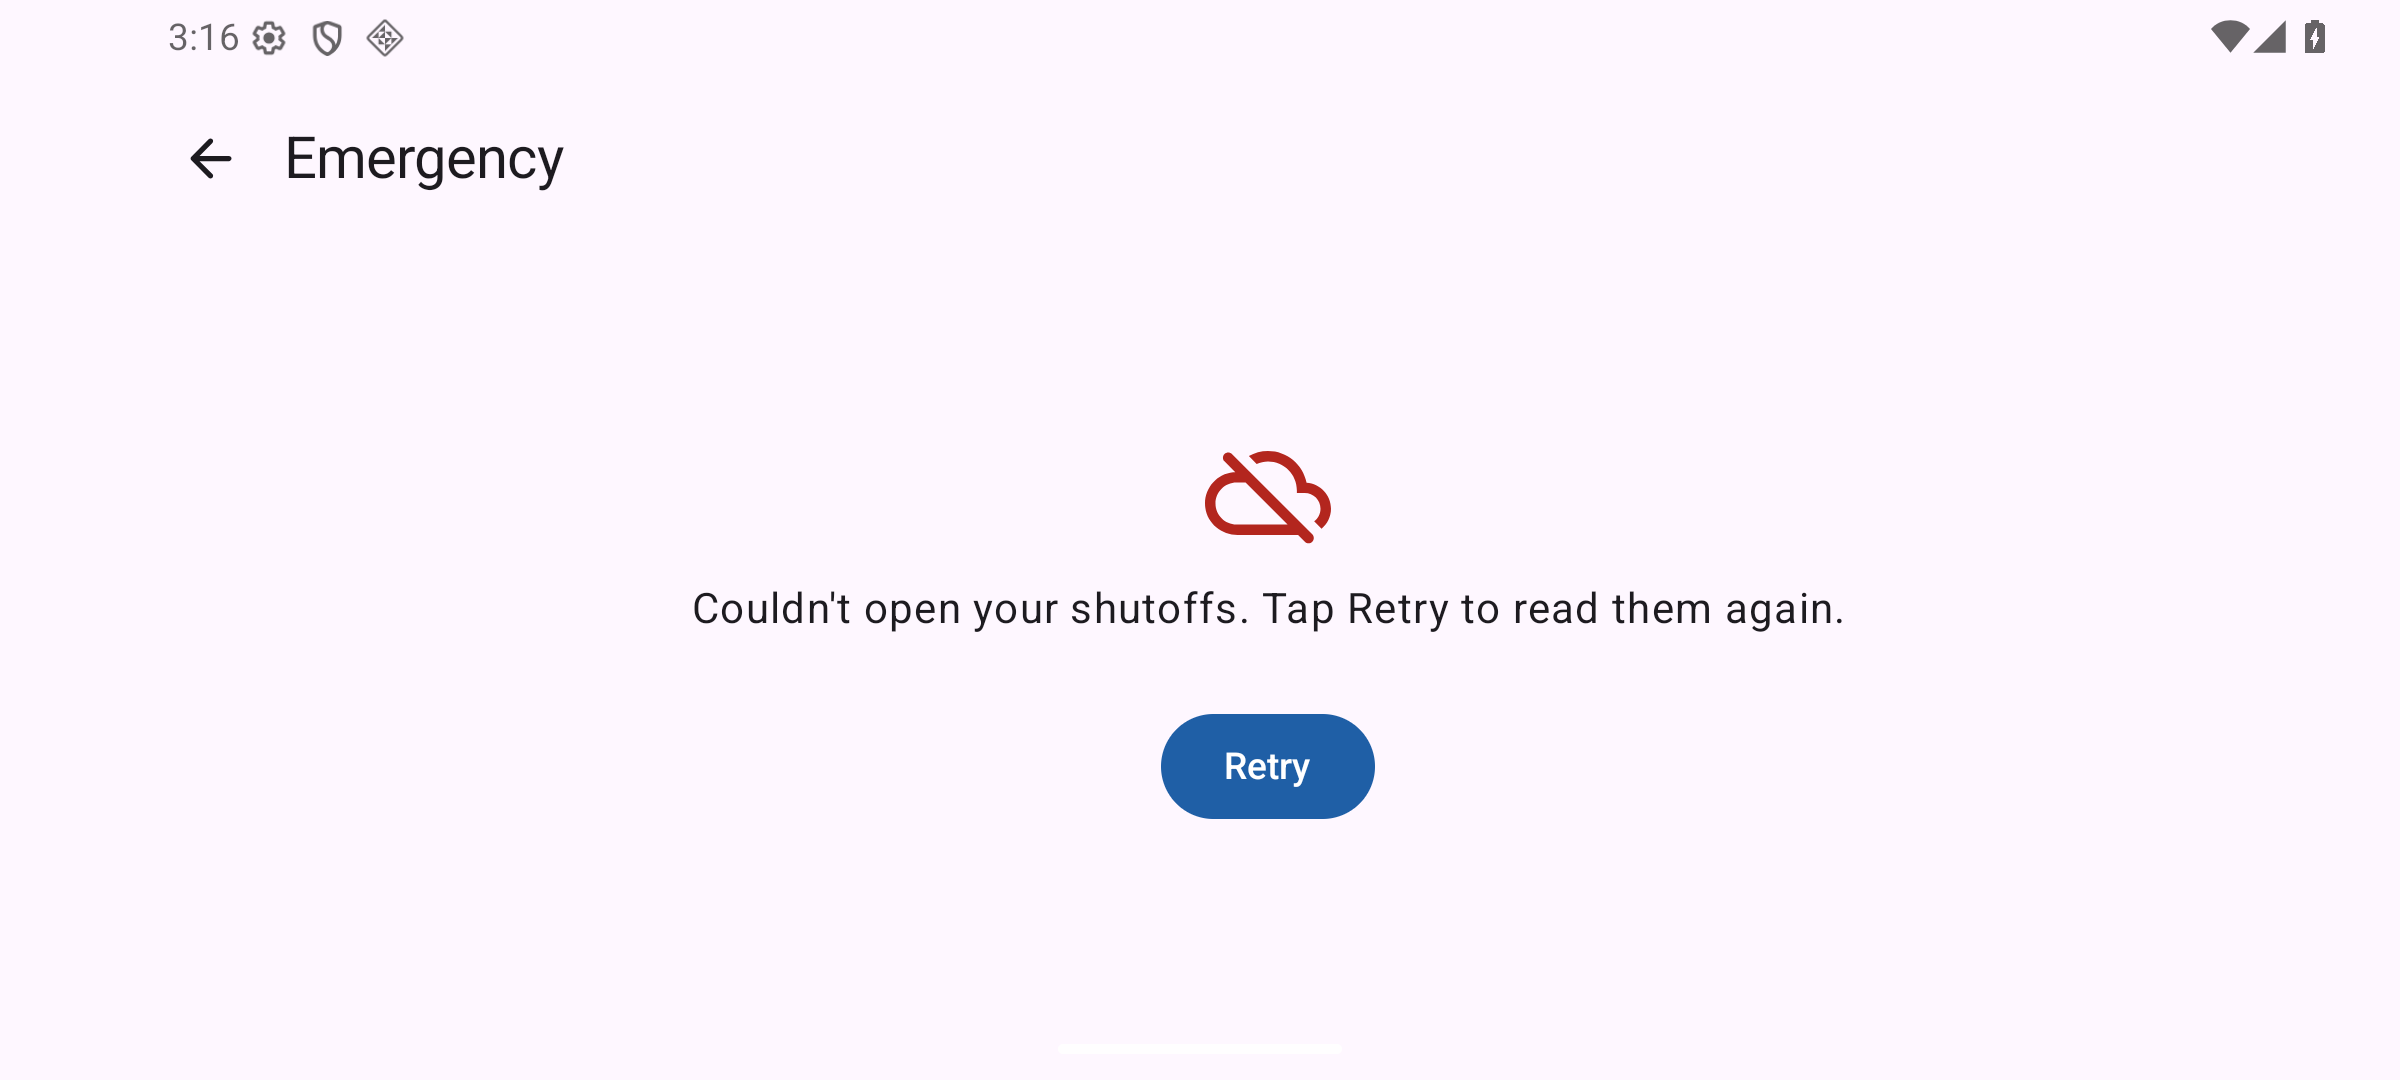 3:16
Emergency
Couldn't open your shutoffs. Tap Retry to read them again.
Retry